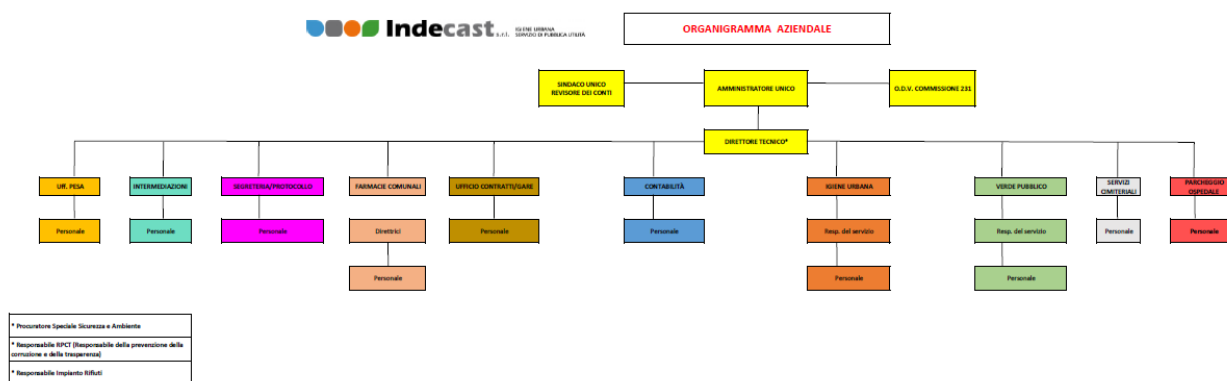 Indecast s.r.l. IGIENE URBANA
SERVIZIO DI PUBBLICA UTILITÀ
ORGANIGRAMMA AZIENDALE
SINDACO UNICO
REVISORE DEI CONTI
AMMINISTRATORE UNICO
O.D.V. COMMISSIONE 231
DIRETTORE TECNICO*
Uff. PESA
INTERMEDIAZIONI
SEGRETERIA/PROTOCOLLO
FARMACIE COMUNALI
UFFICIO CONTRATTI/GARE
CONTABILITÀ
IGIENE URBANA
VERDE PUBBLICO
SERVIZI
CIMITERIALI
PARCHEGGIO
OSPEDALE
Personale
Personale
Personale
Direttrici
Personale
Personale
Resp. del servizio
Resp. del servizio
Personale
Personale
Personale
Personale
Personale
* Procuratore Speciale Sicurezza e Ambiente
* Responsabile RPCT (Responsabile della prevenzione della
corruzione e della trasparenza)
* Responsabile Impianto Rifiuti